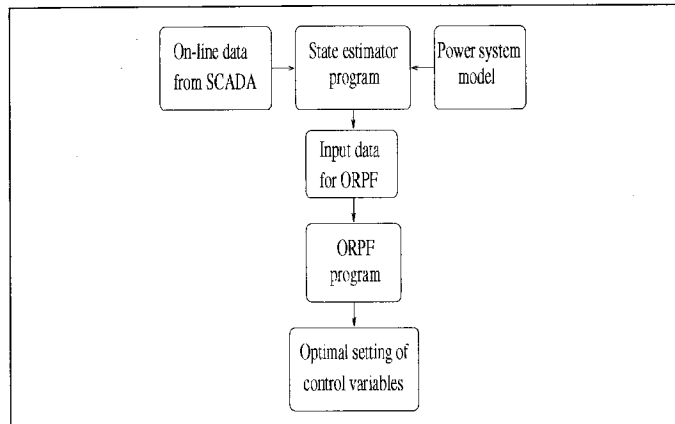 On-line data
from SCADA
State estimator
program
Power system
model
Input data
for ORPF
ORPF
program
Optimal setting of
control variables